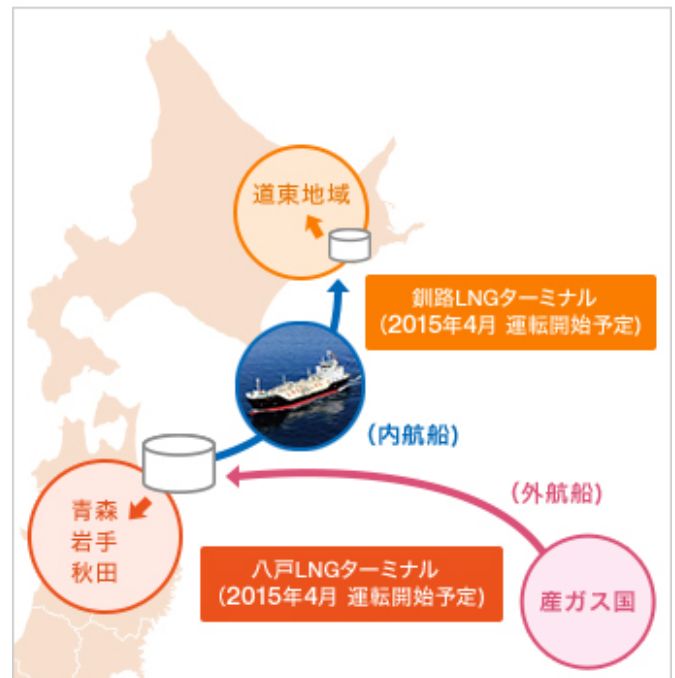 道東地域
釧路LNGターミナル
(2015年4月 運転開始予定)
(内航船)
(外航船)
青森
岩手
秋田
八戸LNGターミナル
(2015年4月 運転開始予定)
産ガス国